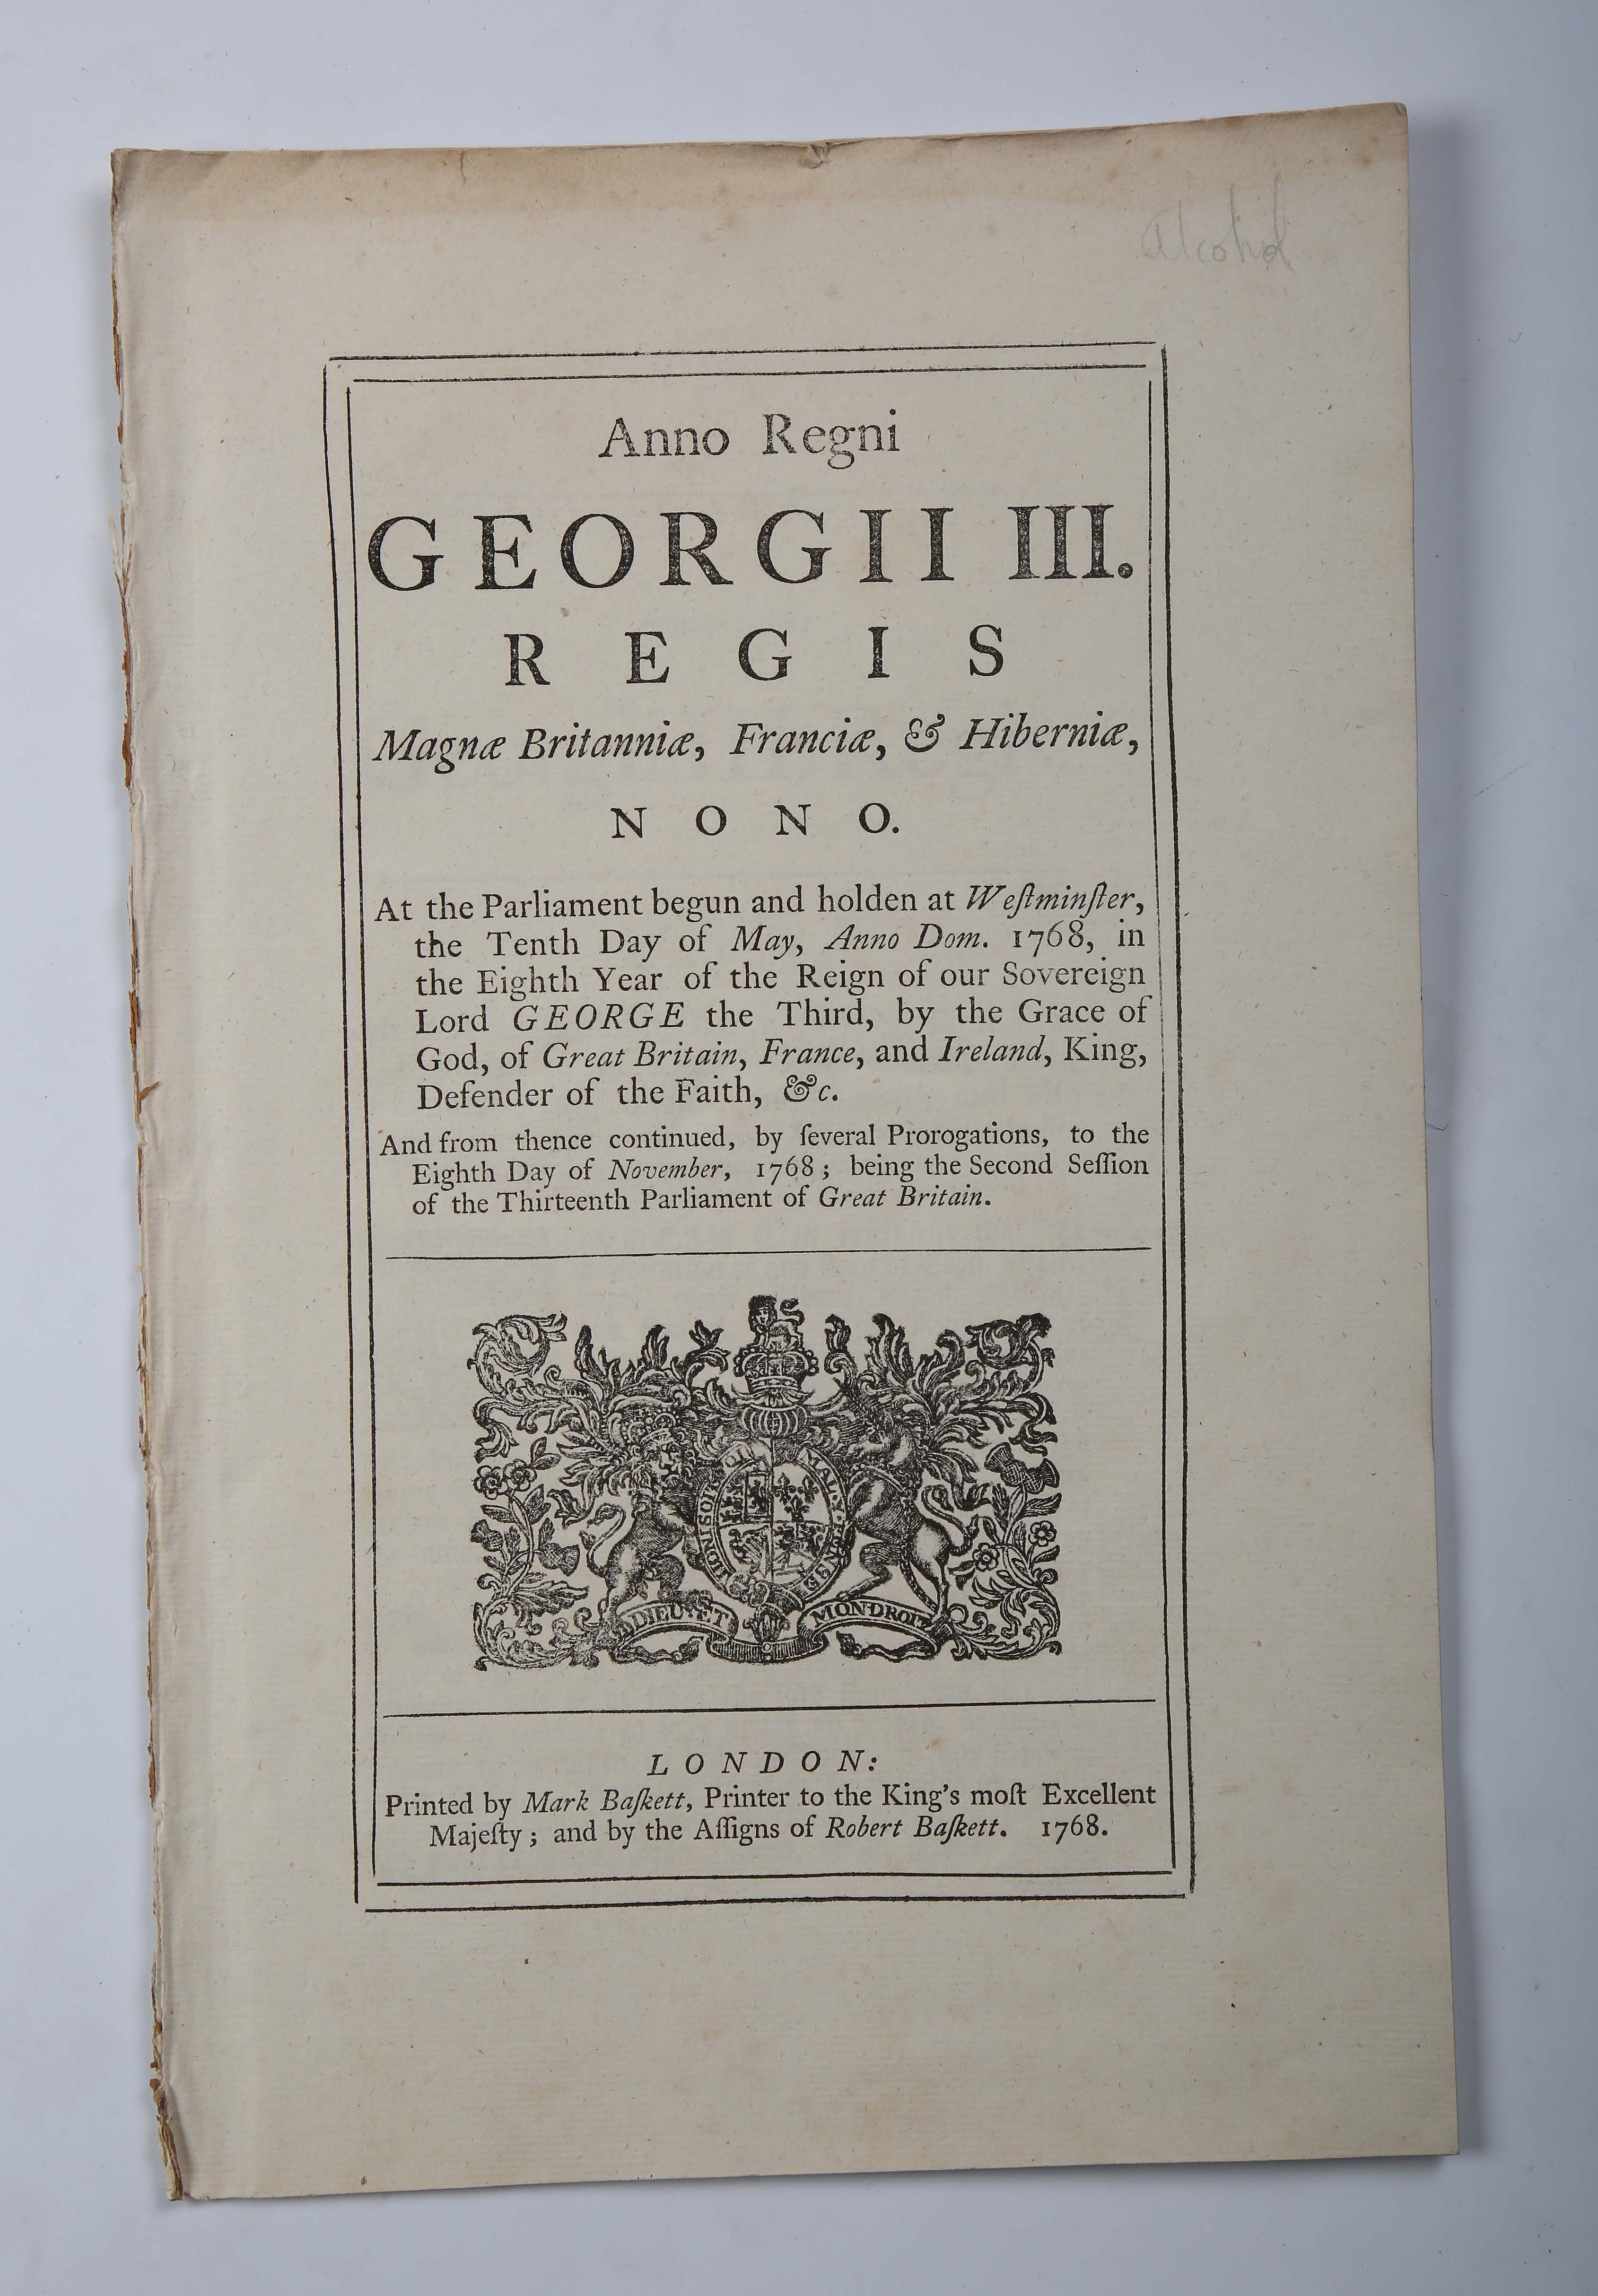 Alcohol
Anno Regni
GEORGII III.
REGIS
Magnæ Britanniæ, Franciæ, & Hiberniæ,
NONO.
At the Parliament begun and holden at Weſtminſter,
the Tenth Day of May, Anno Dom. 1768, in
the Eighth Year of the Reign of our Sovereign
Lord GEORGE the Third, by the Grace of
God, of Great Britain, France, and Ireland, King,
Defender of the Faith, &c.
And from thence continued, by ſeveral Prorogations, to the
Eighth Day of November, 1768; being the Second Seſſion
of the Thirteenth Parliament of Great Britain.
HONI SOIT QUI MAL Y PENSE
DIEU·ET MON·DROIT
LONDON:
Printed by Mark Baſkett, Printer to the King's moſt Excellent
Majeſty; and by the Aſſigns of Robert Baſkett. 1768.